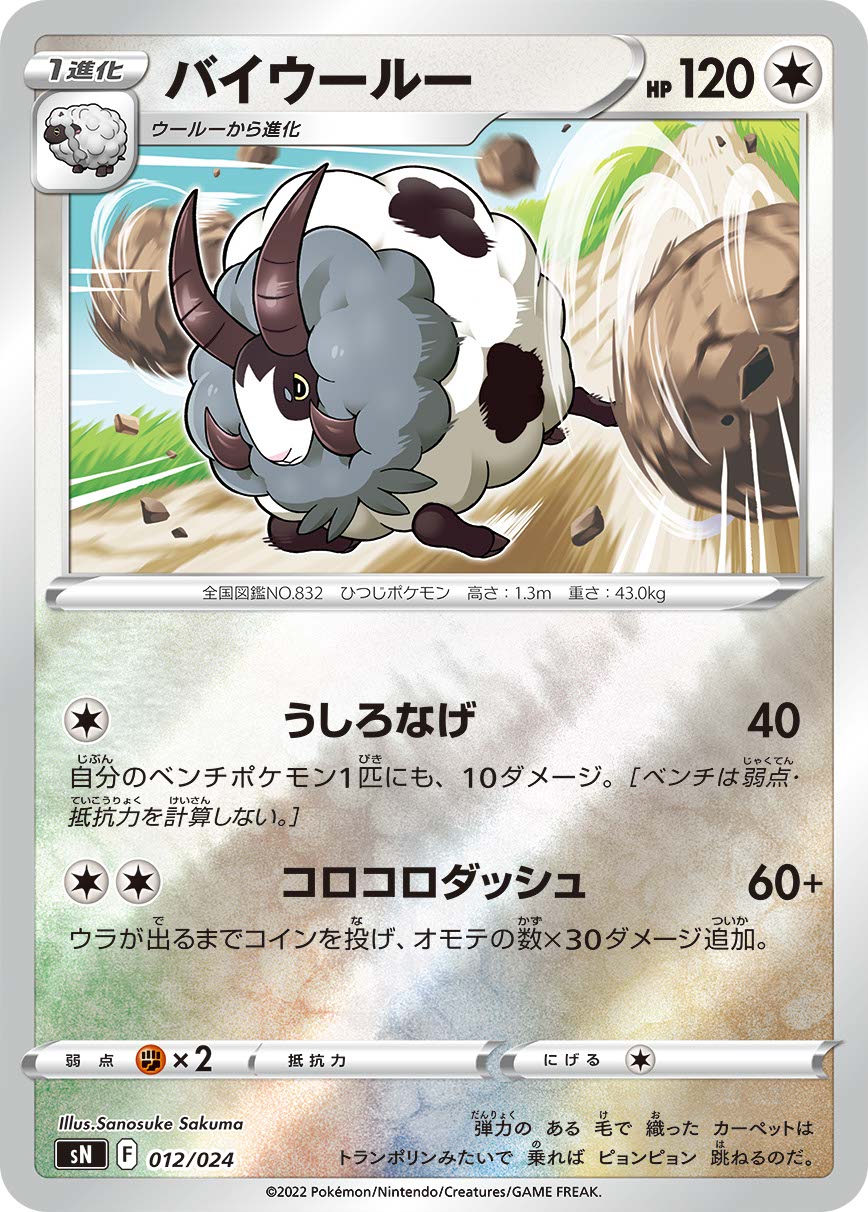 1進化
バイウールー
HP 120
ウールーから進化
全国図鑑NO.832 ひつじポケモン 高さ:1.3m 重さ:43.0kg
うしろなげ 40
自分のベンチポケモン1匹にも、10ダメージ。[ベンチは弱点・
抵抗力を計算しない。]
コロコロダッシュ 60+
ウラが出るまでコインを投げ、オモテの数×30ダメージ追加。
弱点 ×2 抵抗力 にげる
Illus.Sanosuke Sakuma
sN F 012/024
弾力の ある 毛で 織った カーペットは
トランポリンみたいで 乗れば ピョンピョン 跳ねるのだ。
©2022 Pokémon/Nintendo/Creatures/GAME FREAK.